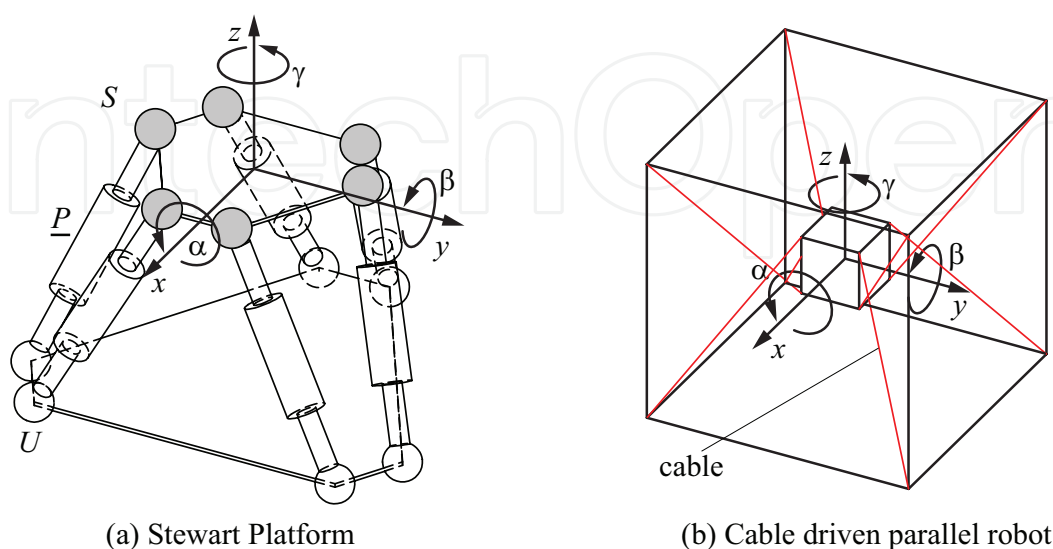 z
γ
S
P
β
α
y
x
U
(a) Stewart Platform
z
γ
α
β
y
x
cable
(b) Cable driven parallel robot